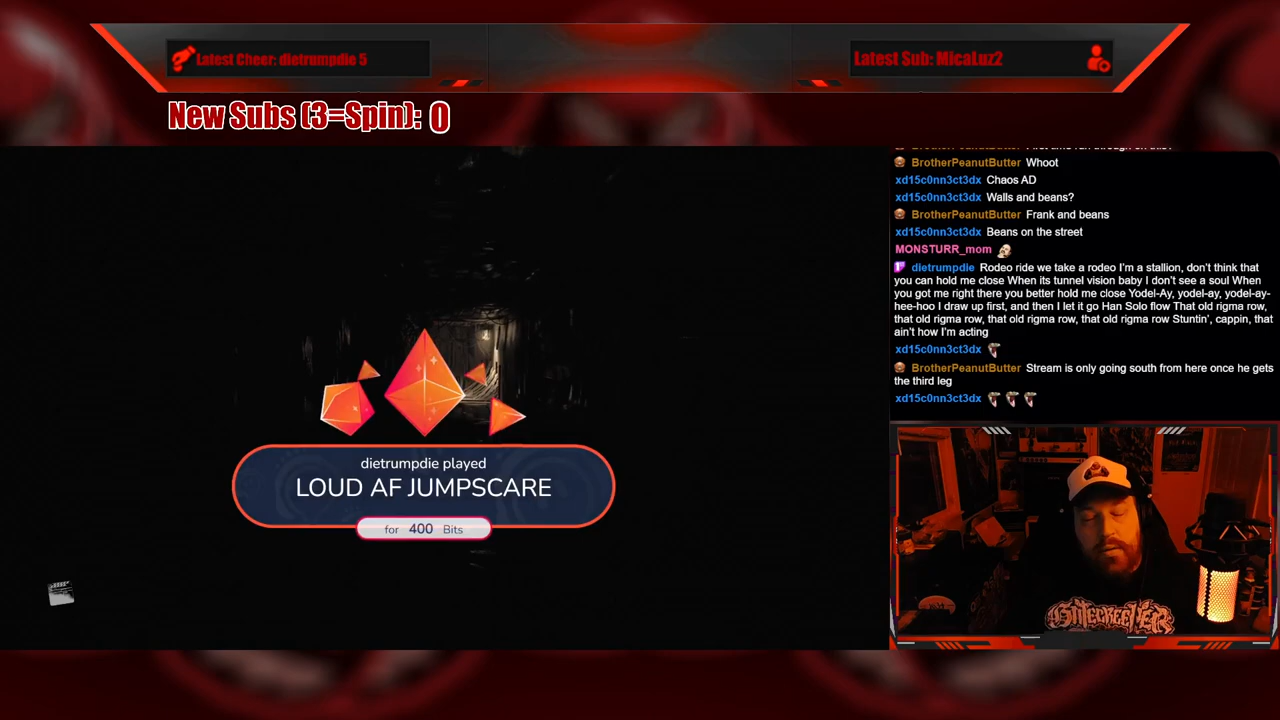 Latest Cheer: dietrumpdie 5
Latest Sub: MicaLuz2
New Subs (3=Spin): 0
BrotherPeanutButter Whoot
xd15c0nn3ct3dx Chaos AD
xd15c0nn3ct3dx Walls and beans?
BrotherPeanutButter Frank and beans
xd15c0nn3ct3dx Beans on the street
MONSTURR_mom
dietrumpdie Rodeo ride we take a rodeo I'm a stallion, don't think that
you can hold me close When its tunnel vision baby I don't see a soul When
you got me right there you better hold me close Yodel-Ay, yodel-ay, yodel-ay-
hee-hoo I draw up first, and then I let it go Han Solo flow That old rigma row,
that old rigma row, that old rigma row, that old rigma row Stuntin', cappin, that
ain't how I'm acting
xd15c0nn3ct3dx
BrotherPeanutButter Stream is only going south from here once he gets
the third leg
xd15c0nn3ct3dx
dietrumpdie played
LOUD AF JUMPSCARE
for 400 Bits